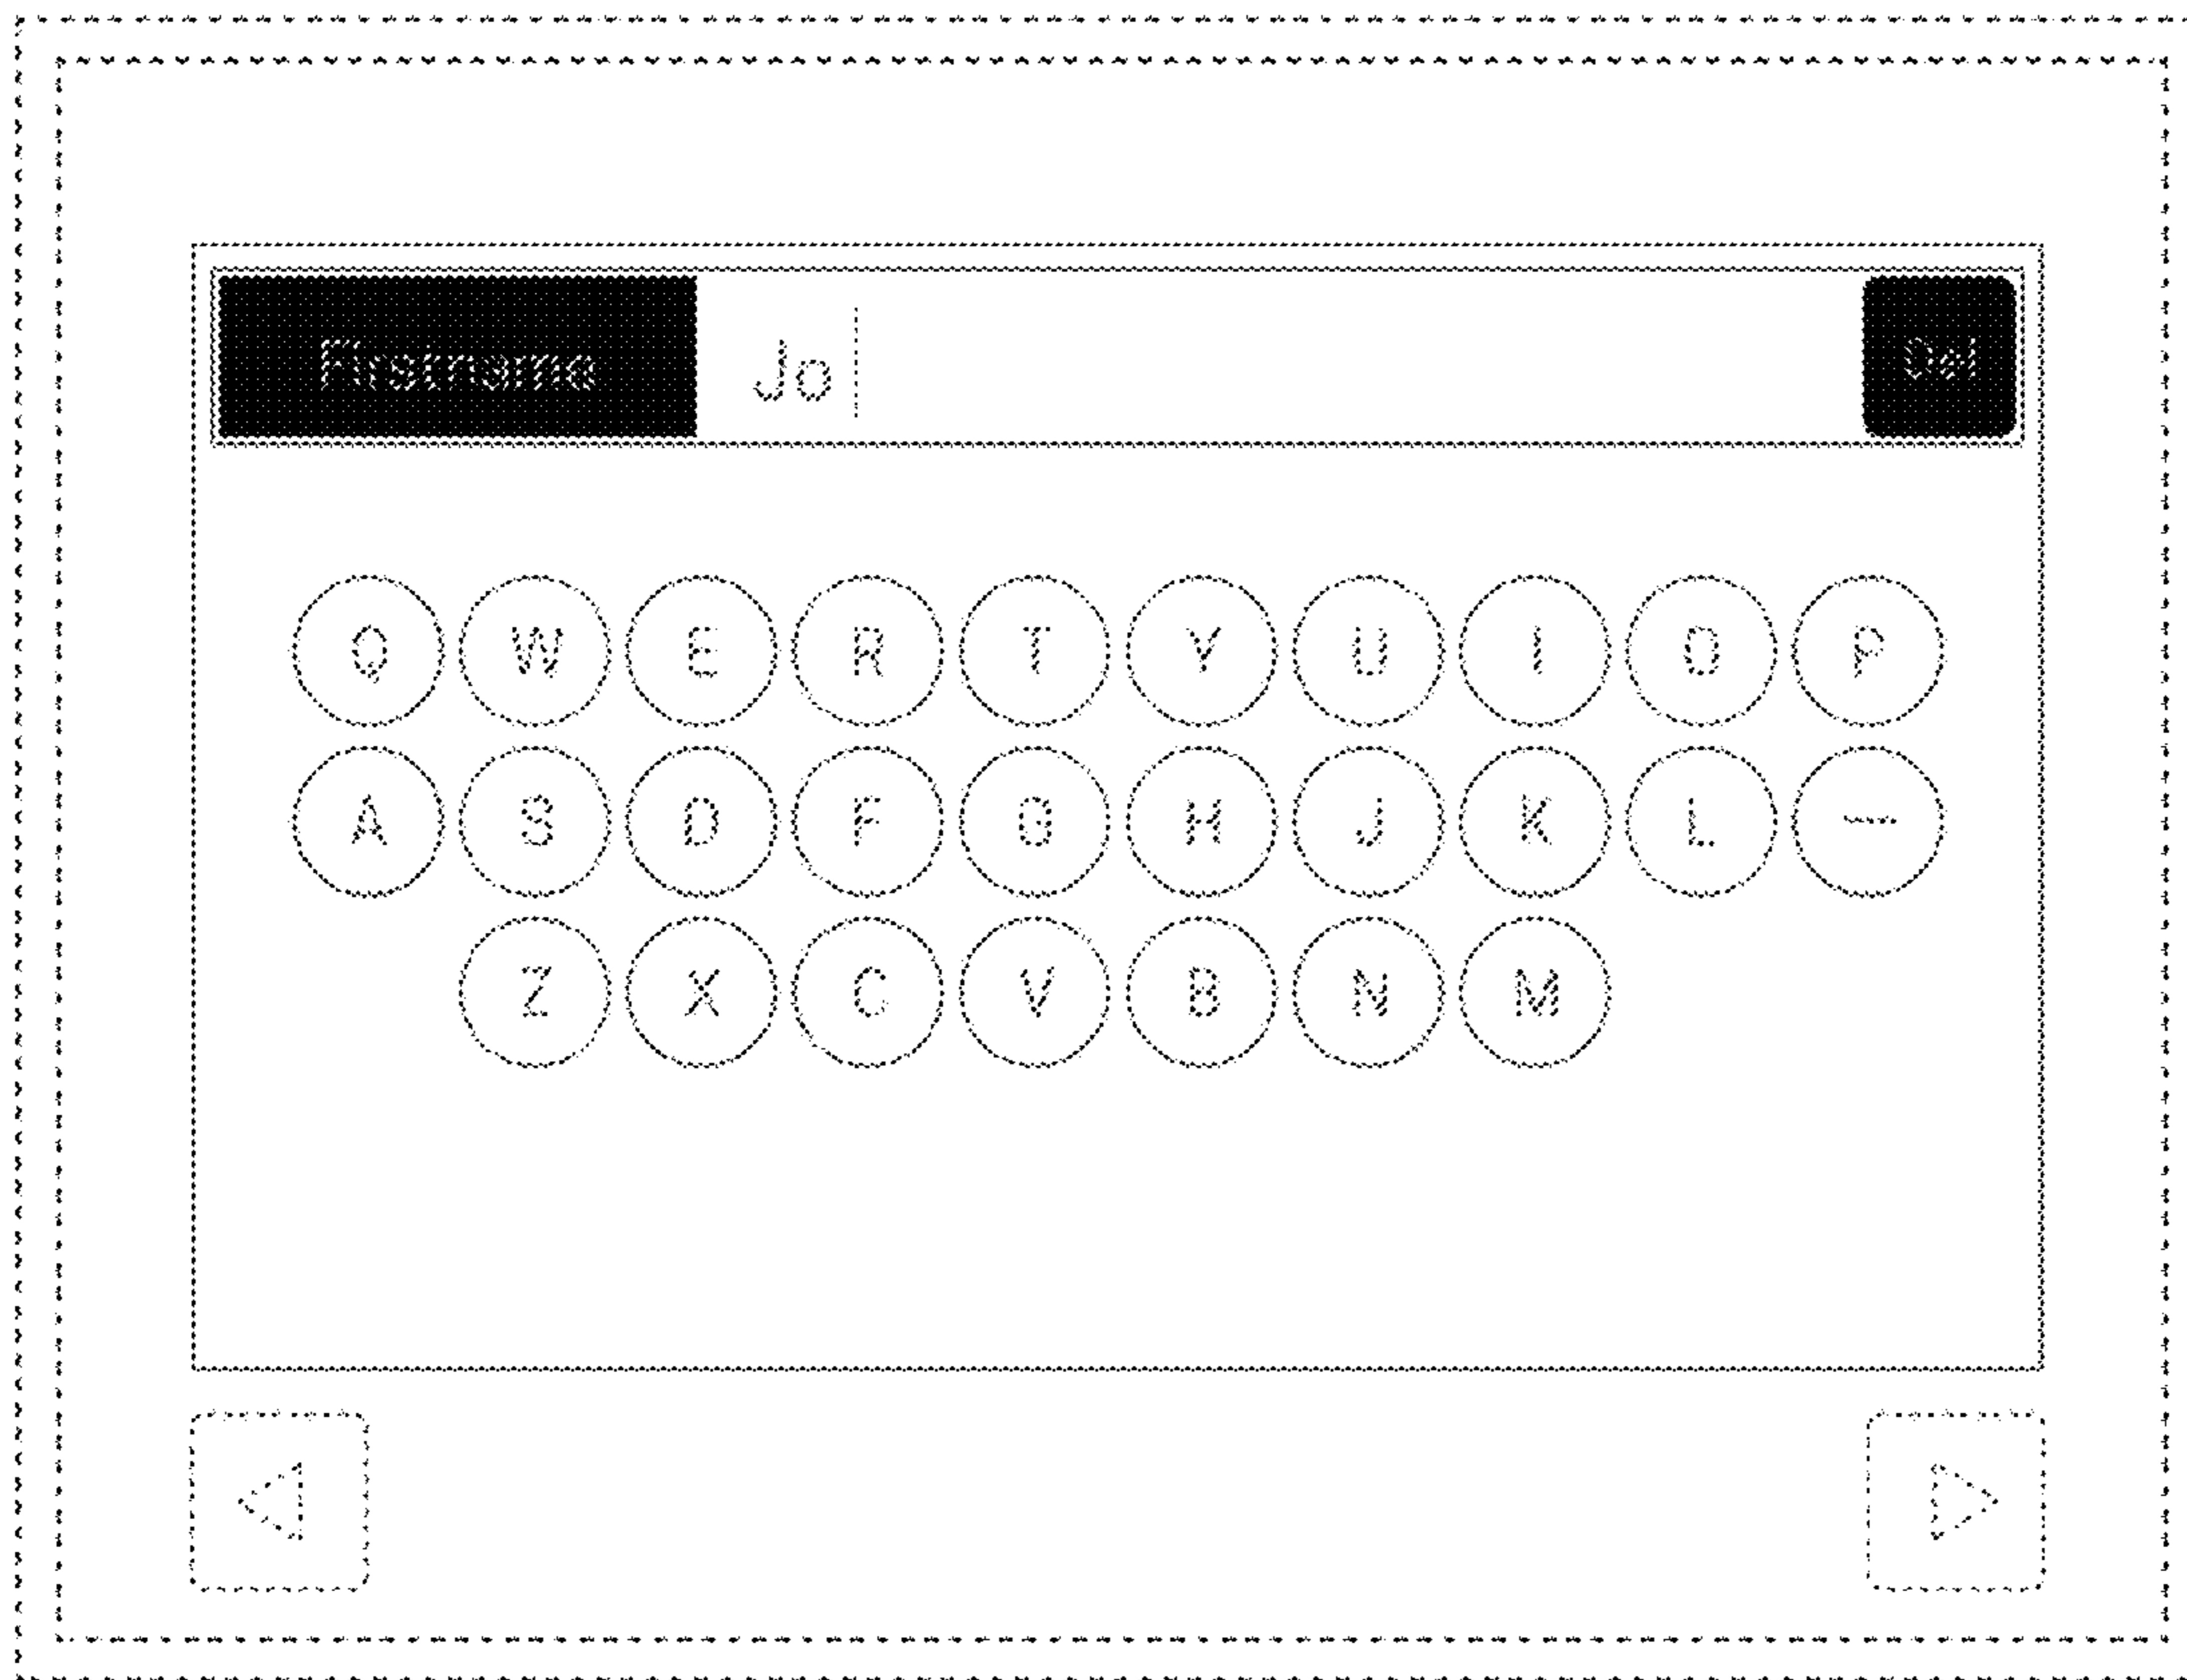 Firstname Jo Del
Q W E R T Y U I O P
A S D F G H J K L —
Z X C V B N M